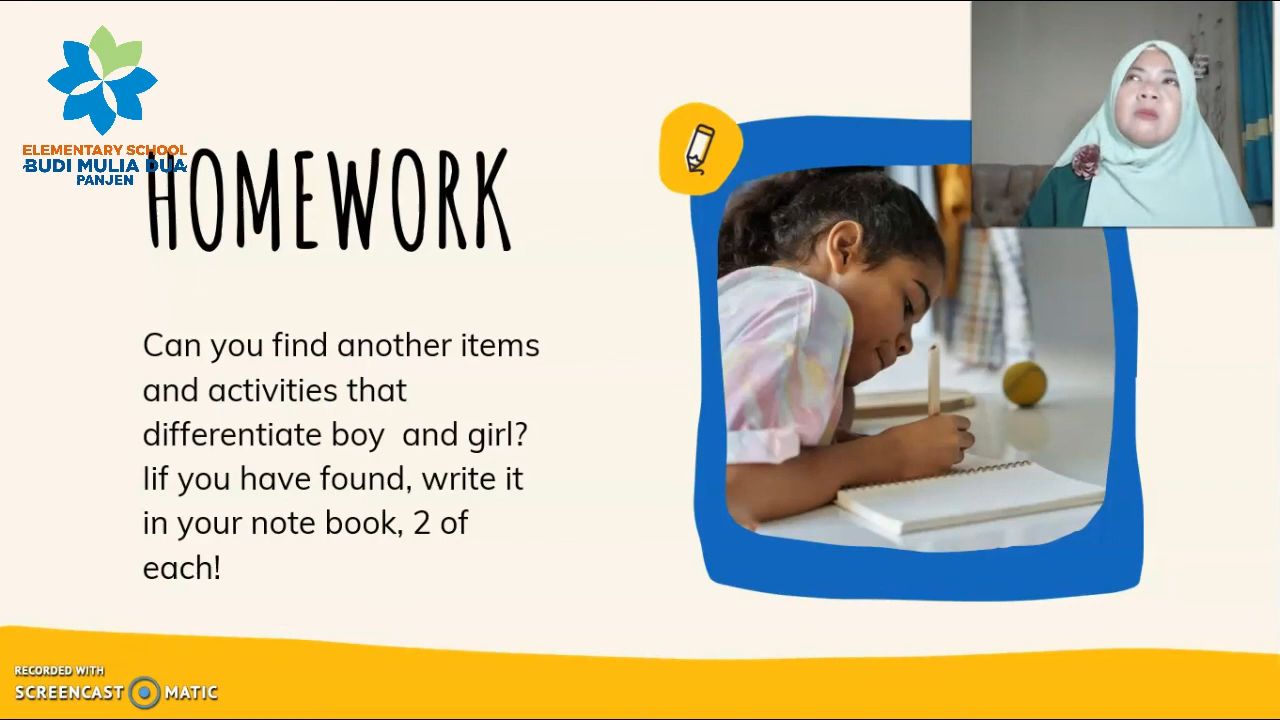 ELEMENTARY SCHOOL
BUDI MULIA DUA
PANJEN
HOMEWORK
Can you find another items
and activities that
differentiate boy  and girl?
Iif you have found, write it
in your note book, 2 of
each!
RECORDED WITH
SCREENCAST MATIC